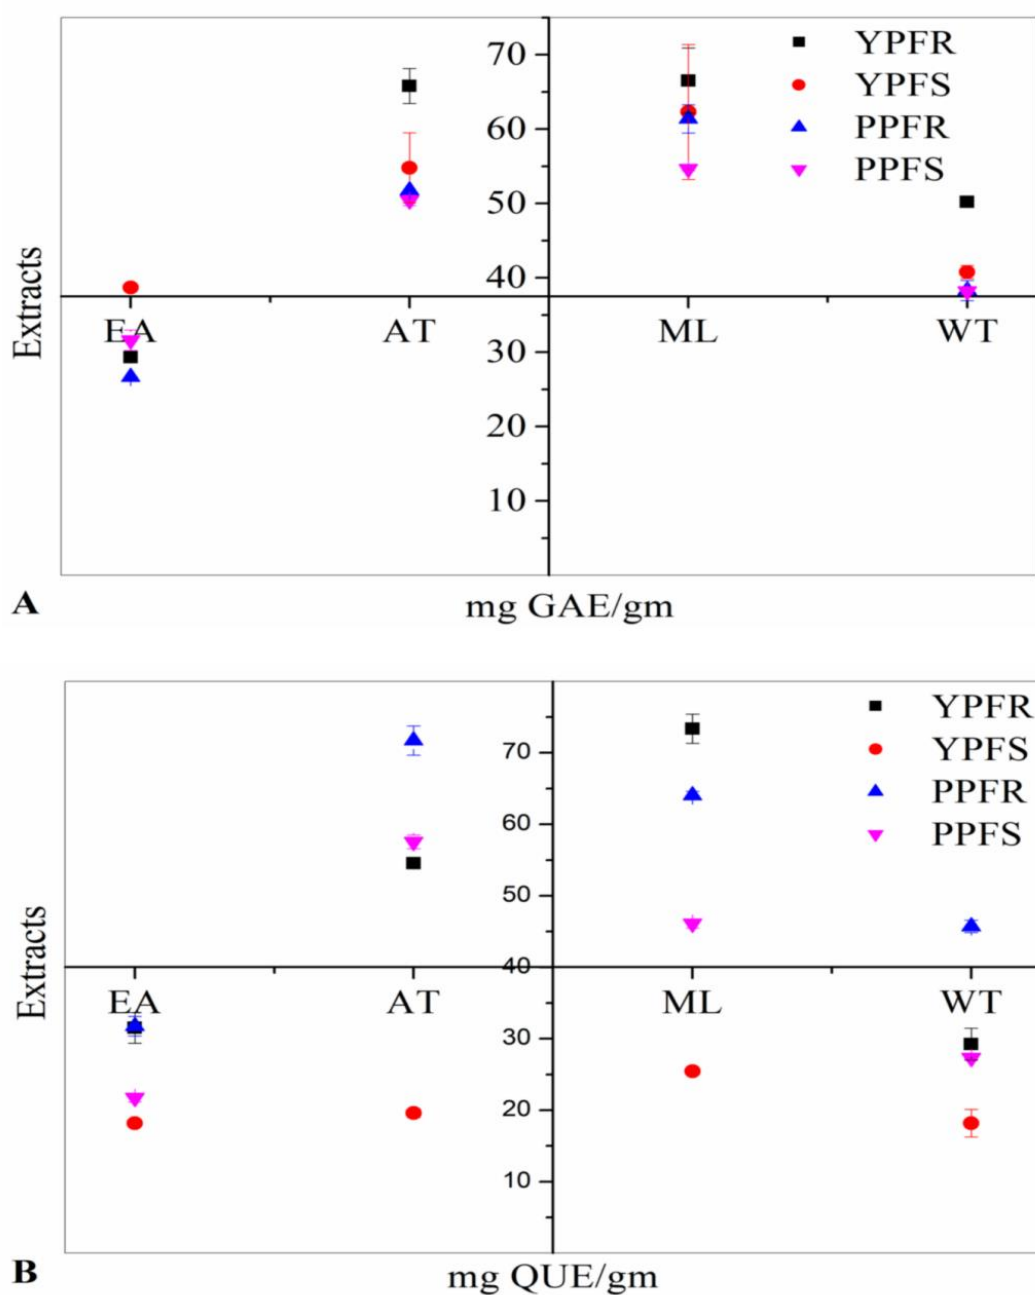 70
YPFR
YPFS
60
PPFR
PPFS
50
40
Extracts
EA
AT
ML
WT
30
20
10
A
mg GAE/gm
YPFR
70
YPFS
PPFR
60
PPFS
50
40
Extracts
EA
AT
ML
WT
30
20
10
B
mg QUE/gm